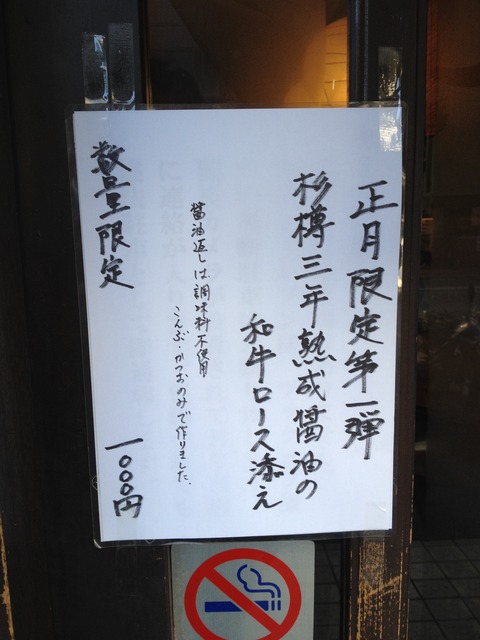 正月限定第一弾
杉樽三年熟成醤油の
和牛ロース添え
醤油返しは調味料不使用
こんぶ・かつおのみで作りました。
数量限定
一〇〇〇円